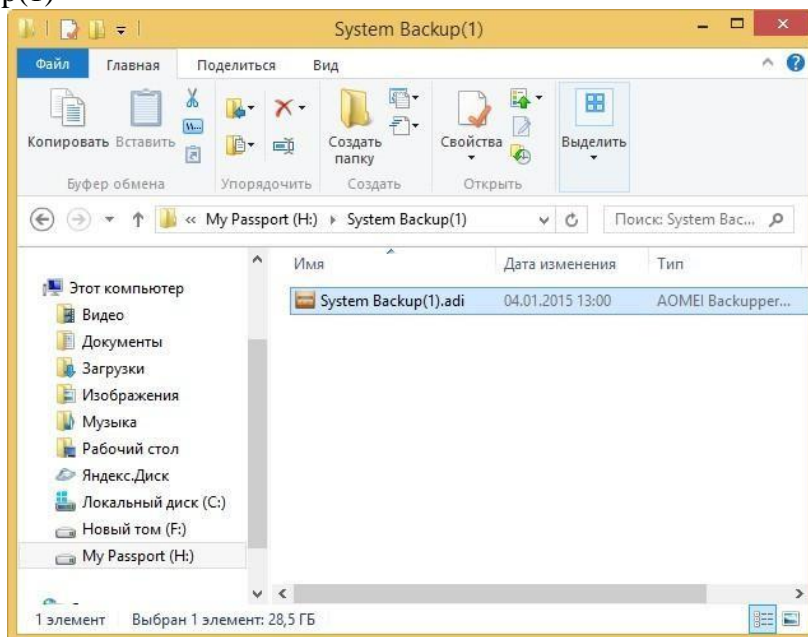 p(1)
System Backup(1)
Файл Главная Поделиться Вид
Копировать Вставить
Создать папку
Свойства
Выделить
Буфер обмена Упорядочить Создать Открыть
« My Passport (H:) System Backup(1) Поиск: System Bac...
Имя Дата изменения Тип
System Backup(1).adi 04.01.2015 13:00 AOMEI Backupper...
Этот компьютер
Видео
Документы
Загрузки
Изображения
Музыка
Рабочий стол
Яндекс.Диск
Локальный диск (C:)
Новый том (F:)
My Passport (H:)
1 элемент Выбран 1 элемент: 28,5 ГБ